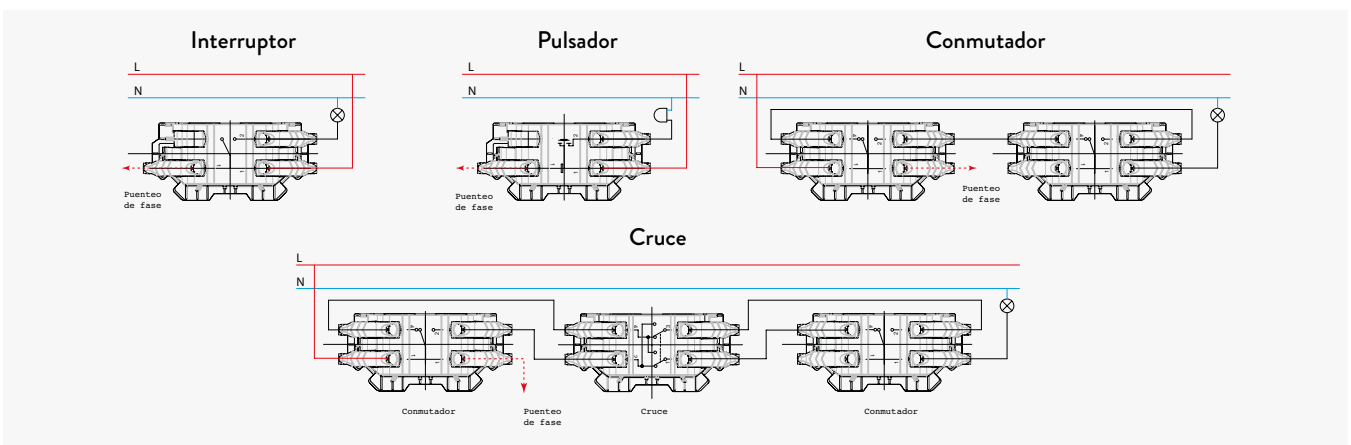 Interruptor
Pulsador
Conmutador
L
N
L
N
L
N
Puenteo
de fase
Puenteo
de fase
Puenteo
de fase
Cruce
L
N
Conmutador
Puenteo
de fase
Cruce
Conmutador